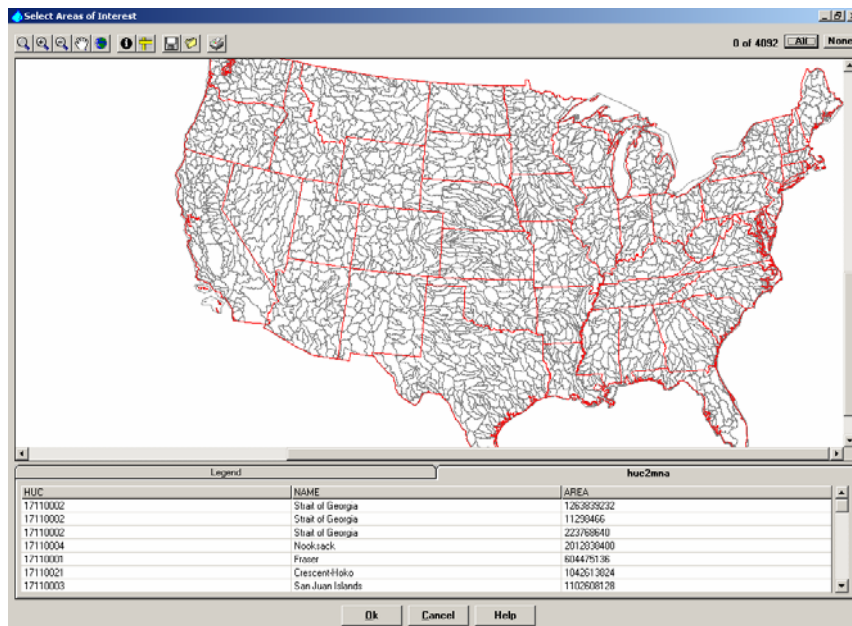 Select Areas of Interest
0 of 4092 All None
Legend huc2mna
HUC NAME AREA
17110002 Strait of Georgia 1263839232
17110002 Strait of Georgia 11298466
17110002 Strait of Georgia 223768640
17110004 Nooksack 2012838400
17110001 Fraser 604475136
17110021 Crescent-Hoko 1042613824
17110003 San Juan Islands 1102608128
Ok Cancel Help